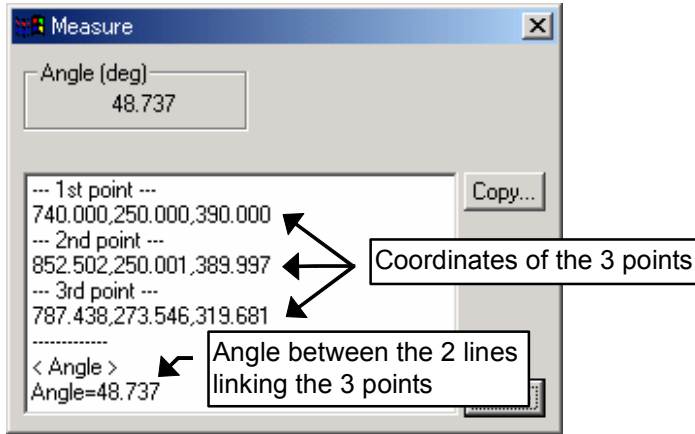 Measure
Angle (deg)
48.737
--- 1st point ---
740.000,250.000,390.000
--- 2nd point ---
852.502,250.001,389.997
--- 3rd point ---
787.438,273.546,319.681
-------------
< Angle >
Angle=48.737
Copy...
Coordinates of the 3 points
Angle between the 2 lines
linking the 3 points